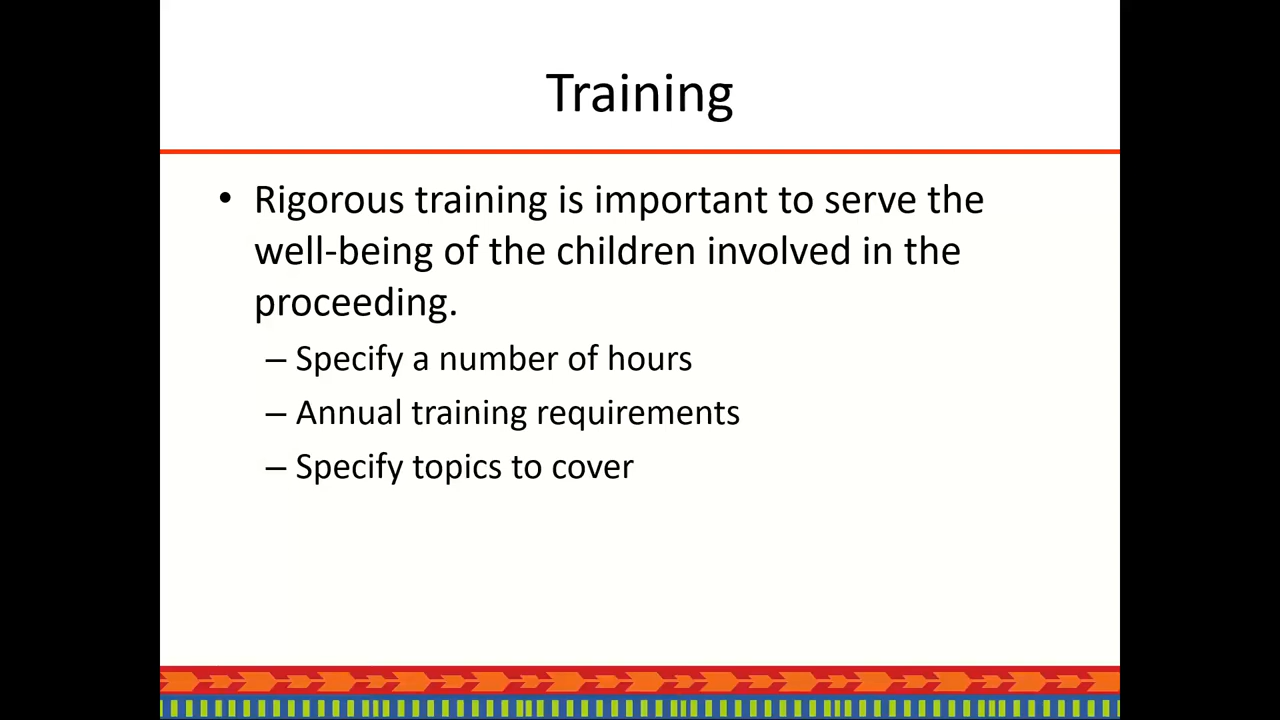 Training
• Rigorous training is important to serve the
well-being of the children involved in the
proceeding.
– Specify a number of hours
– Annual training requirements
– Specify topics to cover